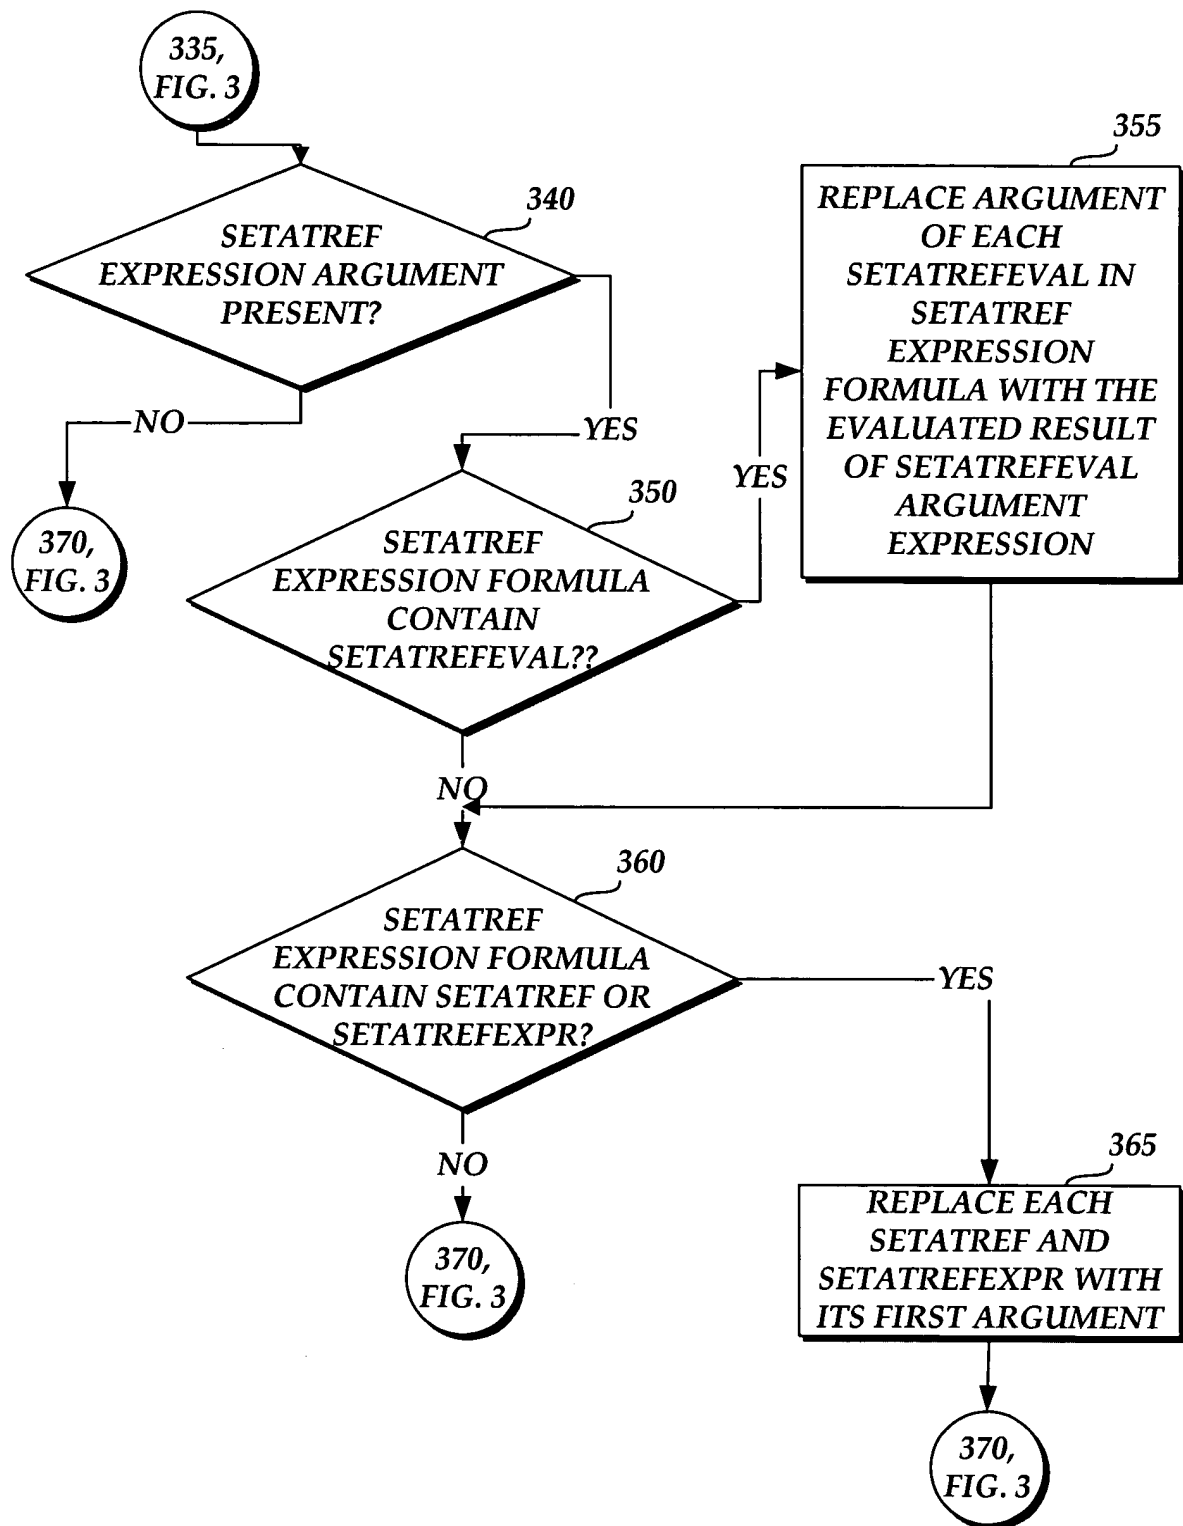 335,
FIG. 3
340
SETATREF
EXPRESSION ARGUMENT
PRESENT?
NO
YES
370,
FIG. 3
350
SETATREF
EXPRESSION FORMULA
CONTAIN
SETATREFEVAL??
YES
355
REPLACE ARGUMENT
OF EACH
SETATREFEVAL IN
SETATREF
EXPRESSION
FORMULA WITH THE
EVALUATED RESULT
OF SETATREFEVAL
ARGUMENT
EXPRESSION
NO
360
SETATREF
EXPRESSION FORMULA
CONTAIN SETATREF OR
SETATREFEXPR?
YES
NO
370,
FIG. 3
365
REPLACE EACH
SETATREF AND
SETATREFEXPR WITH
ITS FIRST ARGUMENT
370,
FIG. 3